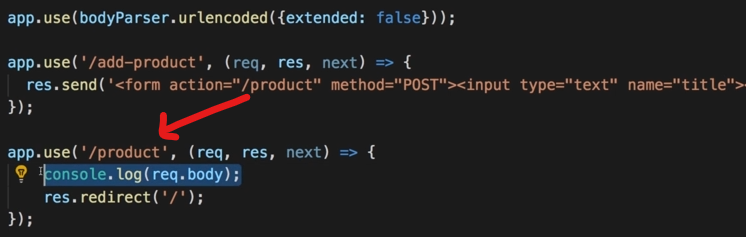 app.use(bodyParser.urlencoded({extended: false}));
app.use('/add-product', (req, res, next) => {
res.send('<form action="/product" method="POST"><input type="text" name="title"><
});
app.use('/product', (req, res, next) => {
console.log(req.body);
res.redirect('/');
});